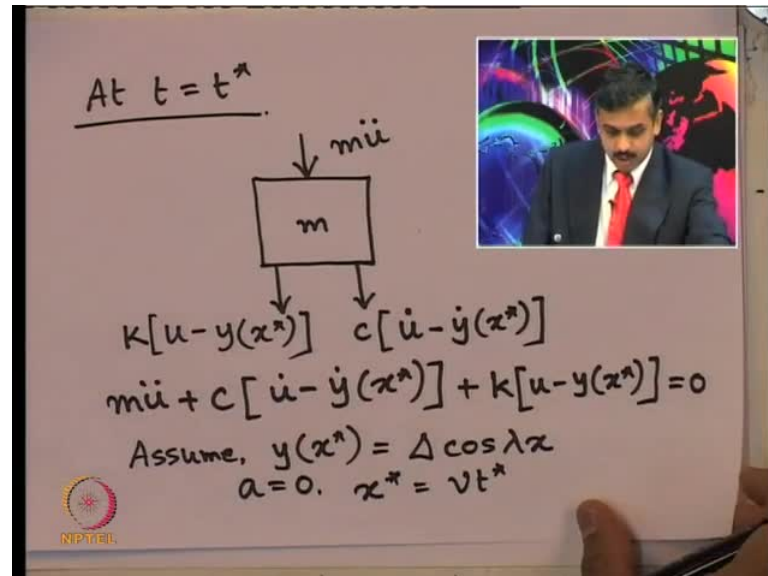 At t = t*
mü
m
k[u - y(x*)] c[u̇ - ẏ(x*)]
mü + c[u̇ - ẏ(x*)] + k[u - y(x*)] = 0
Assume, y(x*) = Δ cos λx
a = 0. x* = vt*
NPTEL